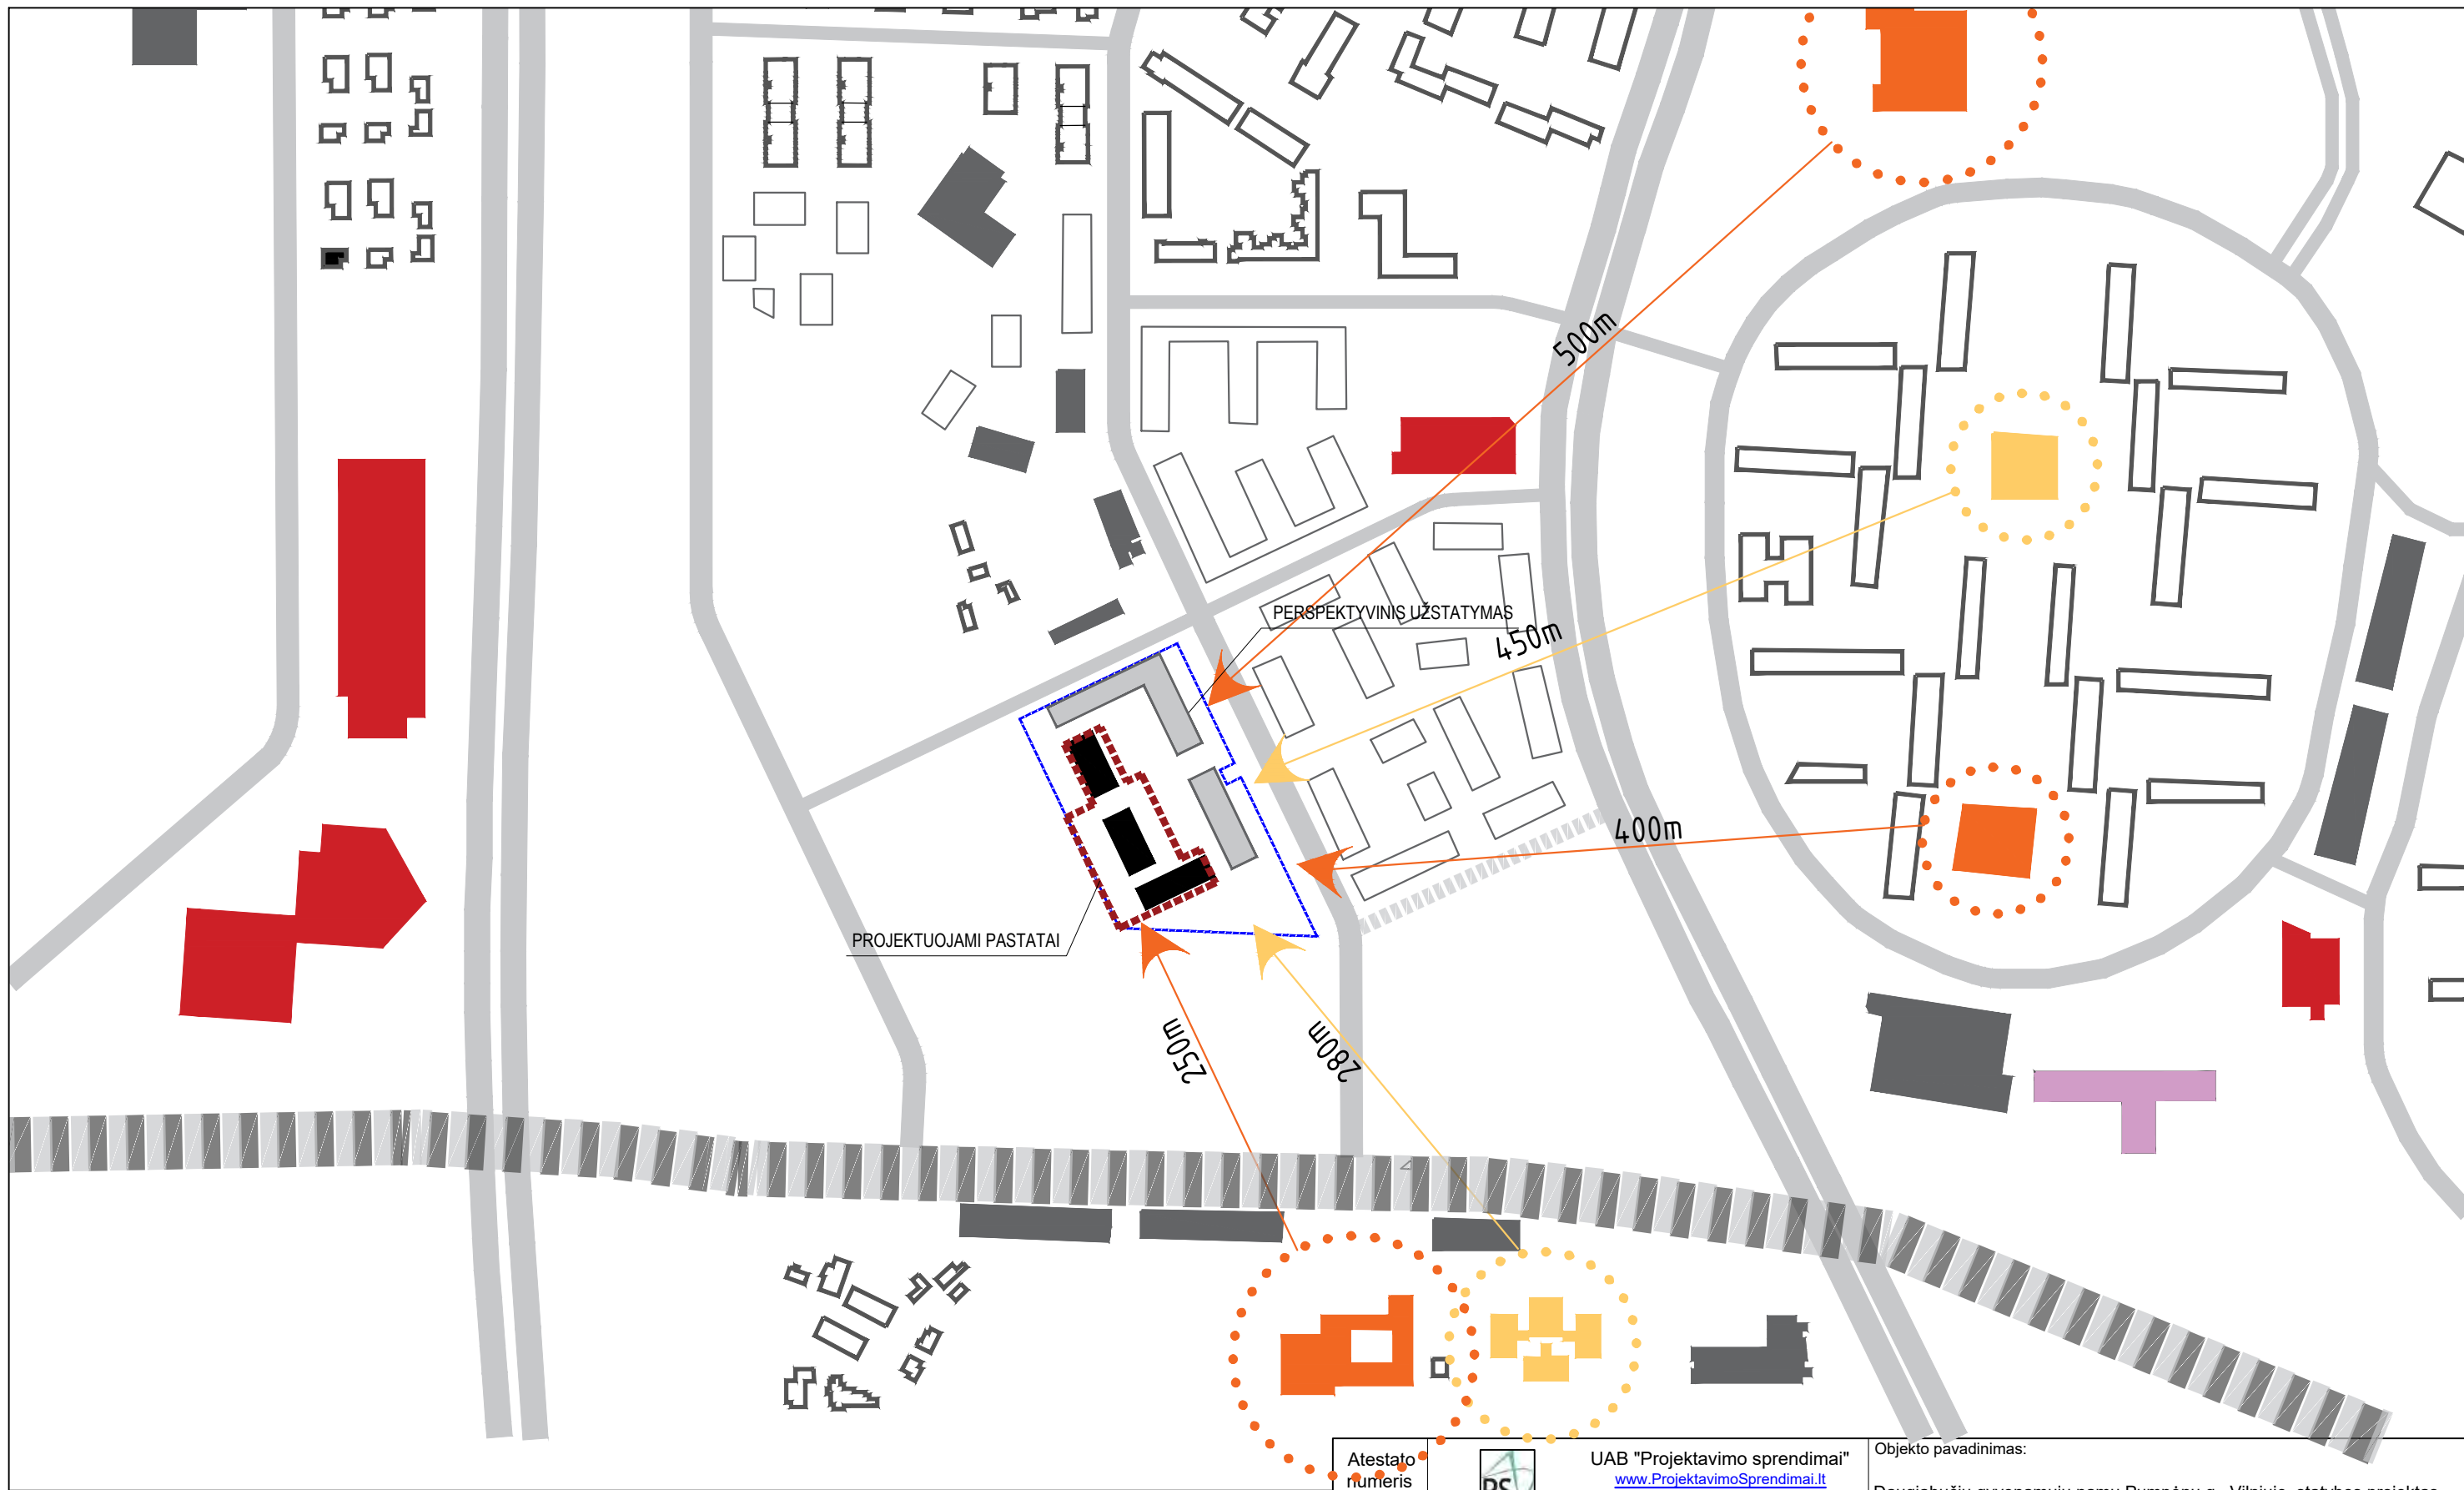 500m
PERSPEKTYVINIS UŽSTATYMAS
450m
400m
PROJEKTUOJAMI PASTATAI
250m
280m
Atestato
numeris
PS
UAB "Projektavimo sprendimai"
www.ProjektavimoSprendimai.lt
Objekto pavadinimas: